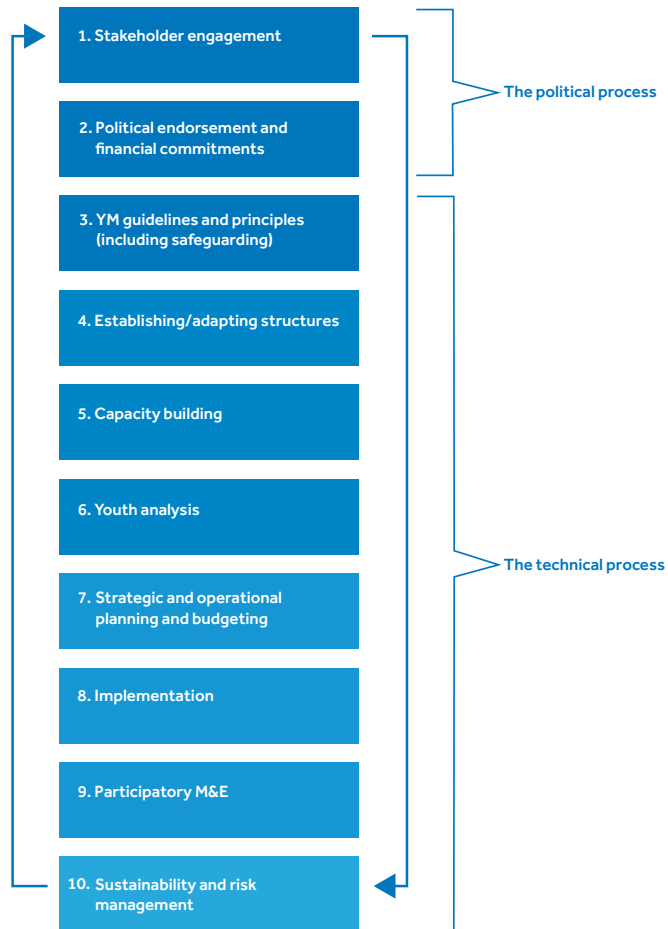 1. Stakeholder engagement
The political process
2. Political endorsement and
financial commitments
3. YM guidelines and principles
(including safeguarding)
4. Establishing/adapting structures
5. Capacity building
6. Youth analysis
The technical process
7. Strategic and operational
planning and budgeting
8. Implementation
9. Participatory M&E
10. Sustainability and risk
management